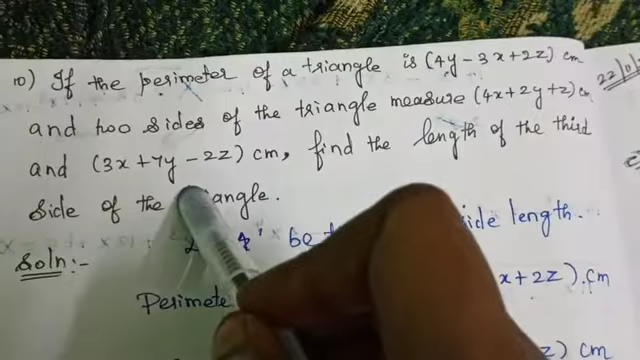 10) If the perimeter of a triangle is (4y - 3x + 2z) cm
and two sides of the triangle measure (4x + 2y + z) cm
and (3x + 7y - 2z) cm, find the length of the third
side of the angle.
be side length.
Soln:-
Perimete x + 2z).cm
z) cm